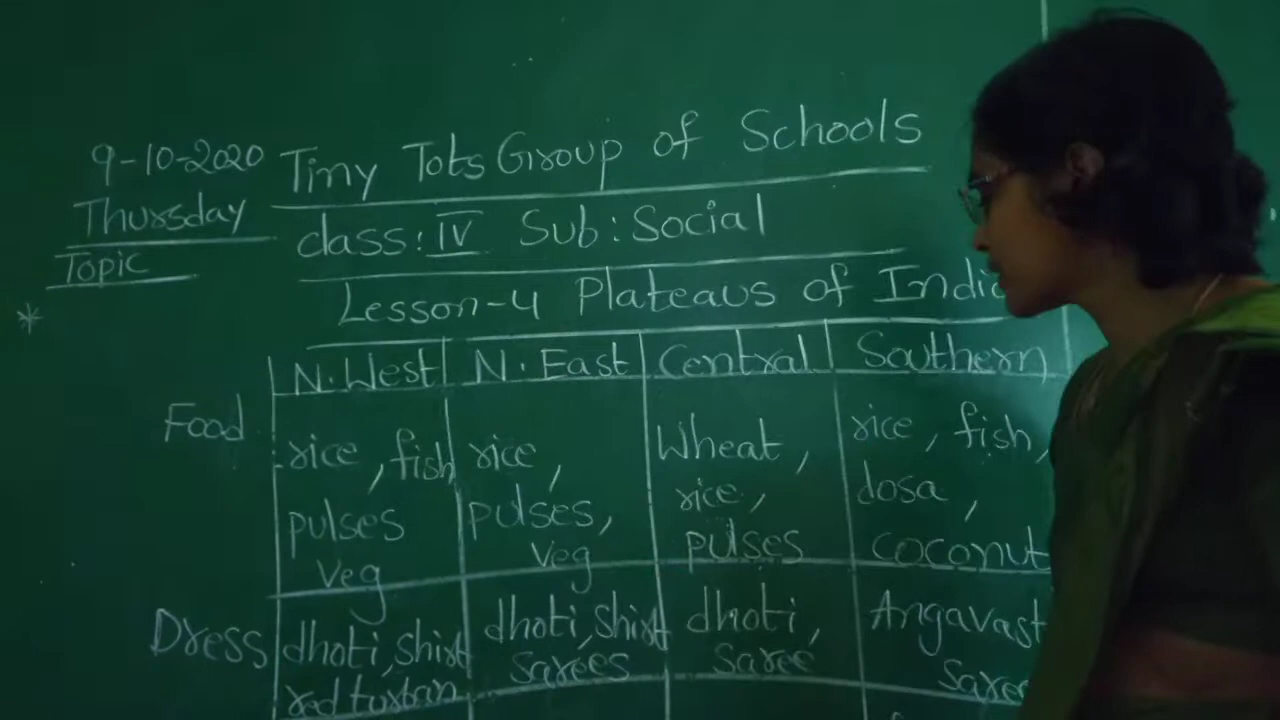 9-10-2020
Thursday
Topic
*
Tiny Tots Group of Schools
class: IV Sub: Social
Lesson-4 Plateaus of India
N.West N.East Central Southern
Food
rice, fish
pulses
veg
rice,
pulses,
veg
Wheat,
rice,
pulses
rice, fish,
dosa,
coconut
Dress
dhoti, shirt
red turban
dhoti, shirt
sarees
dhoti,
saree
Angavast
Saree